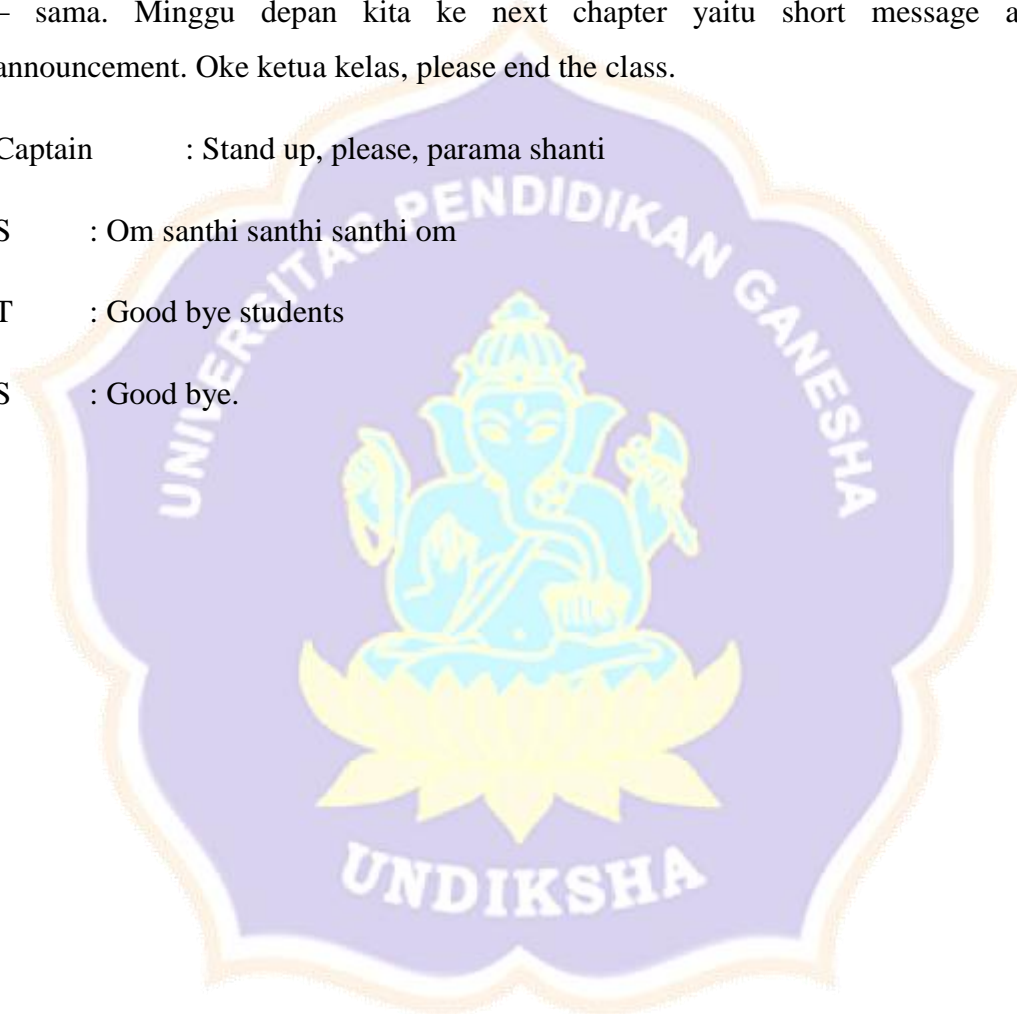 – sama. Minggu depan kita ke next chapter yaitu short message
announcement. Oke ketua kelas, please end the class.
Captain : Stand up, please, parama shanti
S : Om santhi santhi santhi om
T : Good bye students
S : Good bye.
UNIVERSITAS PENDIDIKAN GANESHA
UNDIKSHA